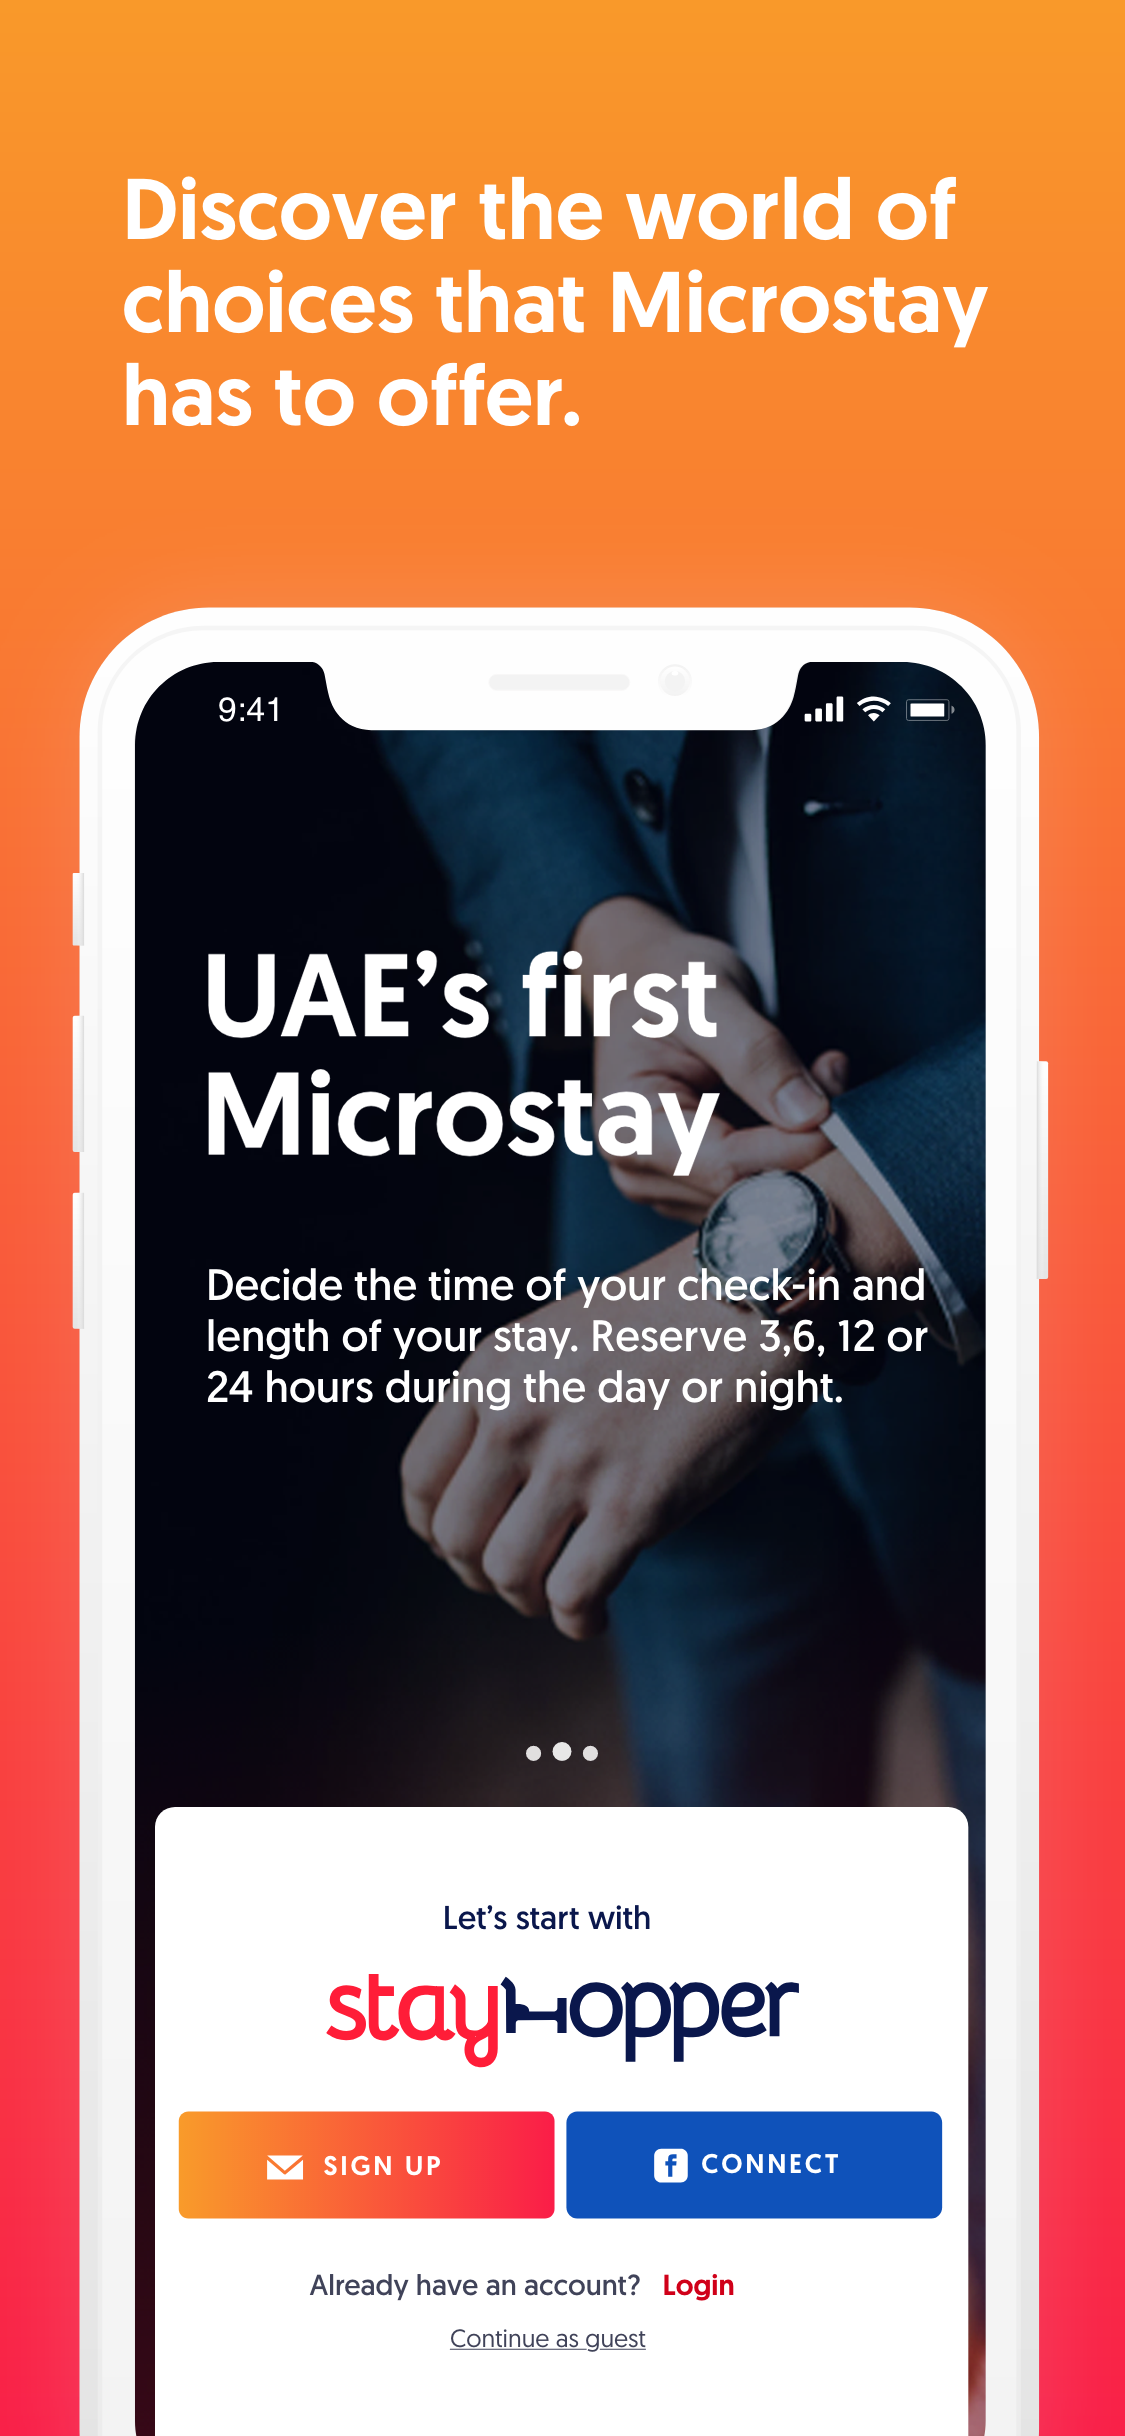 Discover the world of
choices that Microstay
has to offer.
9:41
UAE’s first
Microstay
Decide the time of your check-in and
length of your stay. Reserve 3,6, 12 or
24 hours during the day or night.
Let’s start with
stayhopper
SIGN UP
CONNECT
Already have an account? Login
Continue as guest